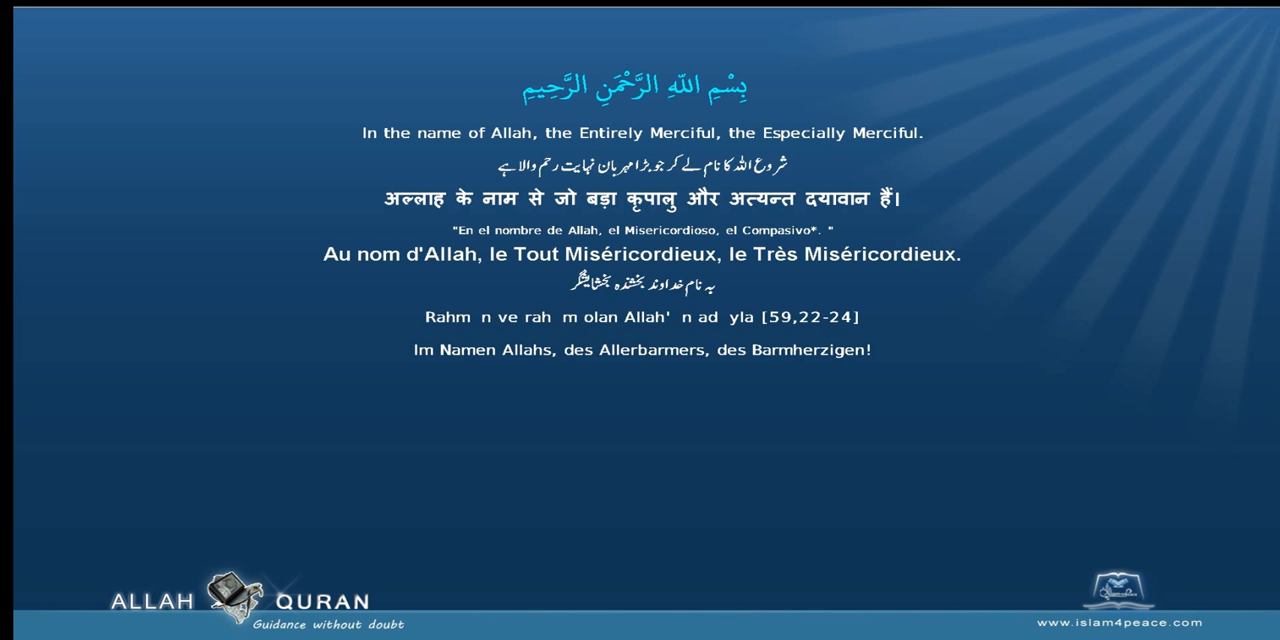 بِسْمِ اللَّهِ الرَّحْمَنِ الرَّحِيمِ
In the name of Allah, the Entirely Merciful, the Especially Merciful.
شروع اللہ کا نام لے کر جو بڑا مہربان نہایت رحم والا ہے
अल्लाह के नाम से जो बड़ा कृपालु और अत्यन्त दयावान हैं।
"En el nombre de Allah, el Misericordioso, el Compasivo*. "
Au nom d'Allah, le Tout Miséricordieux, le Très Miséricordieux.
بہ نام خداوند بخشنده بخشایشگر
Rahm n ve rah m olan Allah' n ad yla [59,22-24]
Im Namen Allahs, des Allerbarmers, des Barmherzigen!
ALLAH QURAN
Guidance without doubt
www.islam4peace.com